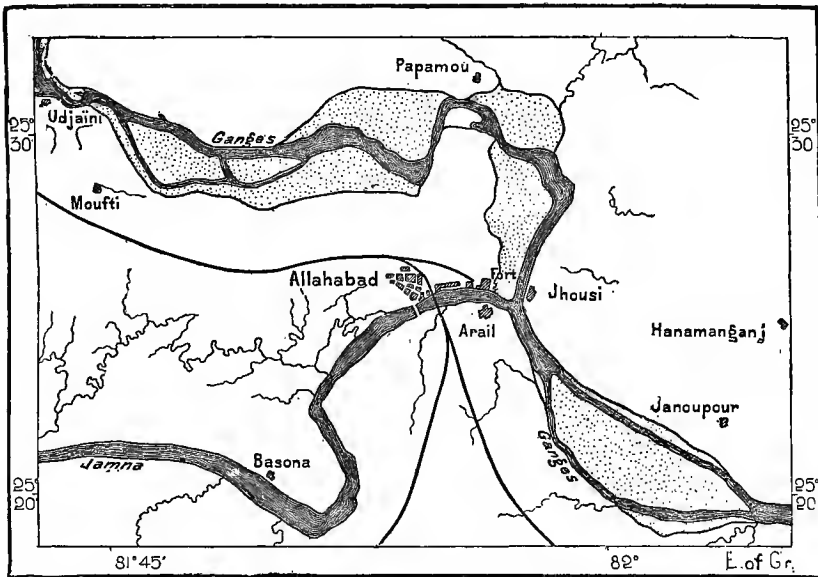 Papamou
Udjaïni
25°
30'
Ganges
25°
30'
Moufti
Allahabad
Fort
Jhousi
Arail
Hanamanganj
Janoupour
Basona
Jamna
Ganges
25°
20'
25°
20'
81°45'
82°
E. of Gr.